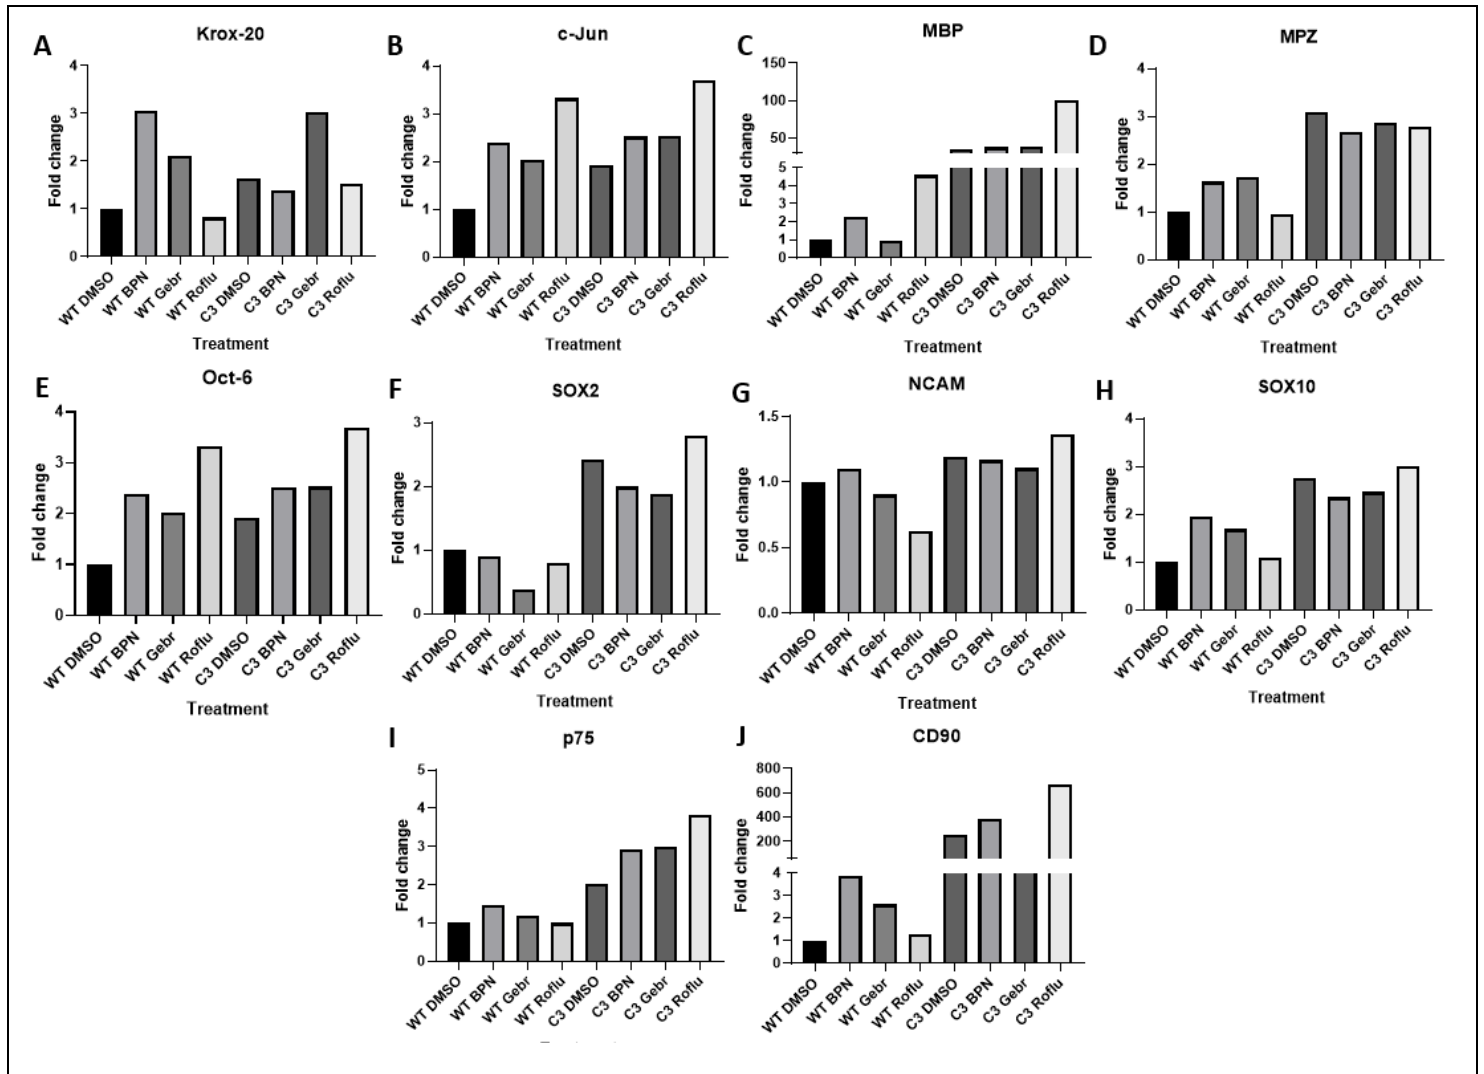 A Krox-20
Fold change
4
3
2
1
0
WT DMSO
WT BPN
WT Gebr
WT Roflu
C3 DMSO
C3 BPN
C3 Gebr
C3 Roflu
Treatment
B c-Jun
Fold change
4
3
2
1
0
WT DMSO
WT BPN
WT Gebr
WT Roflu
C3 DMSO
C3 BPN
C3 Gebr
C3 Roflu
Treatment
C MBP
Fold change
150
100
50
5
4
3
2
1
0
WT DMSO
WT BPN
WT Gebr
WT Roflu
C3 DMSO
C3 BPN
C3 Gebr
C3 Roflu
Treatment
D MPZ
Fold change
4
3
2
1
0
WT DMSO
WT BPN
WT Gebr
WT Roflu
C3 DMSO
C3 BPN
C3 Gebr
C3 Roflu
Treatment
E Oct-6
Fold change
4
3
2
1
0
WT DMSO
WT BPN
WT Gebr
WT Roflu
C3 DMSO
C3 BPN
C3 Gebr
C3 Roflu
Treatment
F SOX2
Fold change
3
2
1
0
WT DMSO
WT BPN
WT Gebr
WT Roflu
C3 DMSO
C3 BPN
C3 Gebr
C3 Roflu
Treatment
G NCAM
Fold change
1.5
1.0
0.5
0.0
WT DMSO
WT BPN
WT Gebr
WT Roflu
C3 DMSO
C3 BPN
C3 Gebr
C3 Roflu
Treatment
H SOX10
Fold change
4
3
2
1
0
WT DMSO
WT BPN
WT Gebr
WT Roflu
C3 DMSO
C3 BPN
C3 Gebr
C3 Roflu
Treatment
I p75
Fold change
5
4
3
2
1
0
WT DMSO
WT BPN
WT Gebr
WT Roflu
C3 DMSO
C3 BPN
C3 Gebr
C3 Roflu
J CD90
Fold change
800
600
400
200
4
3
2
1
0
WT DMSO
WT BPN
WT Gebr
WT Roflu
C3 DMSO
C3 BPN
C3 Gebr
C3 Roflu